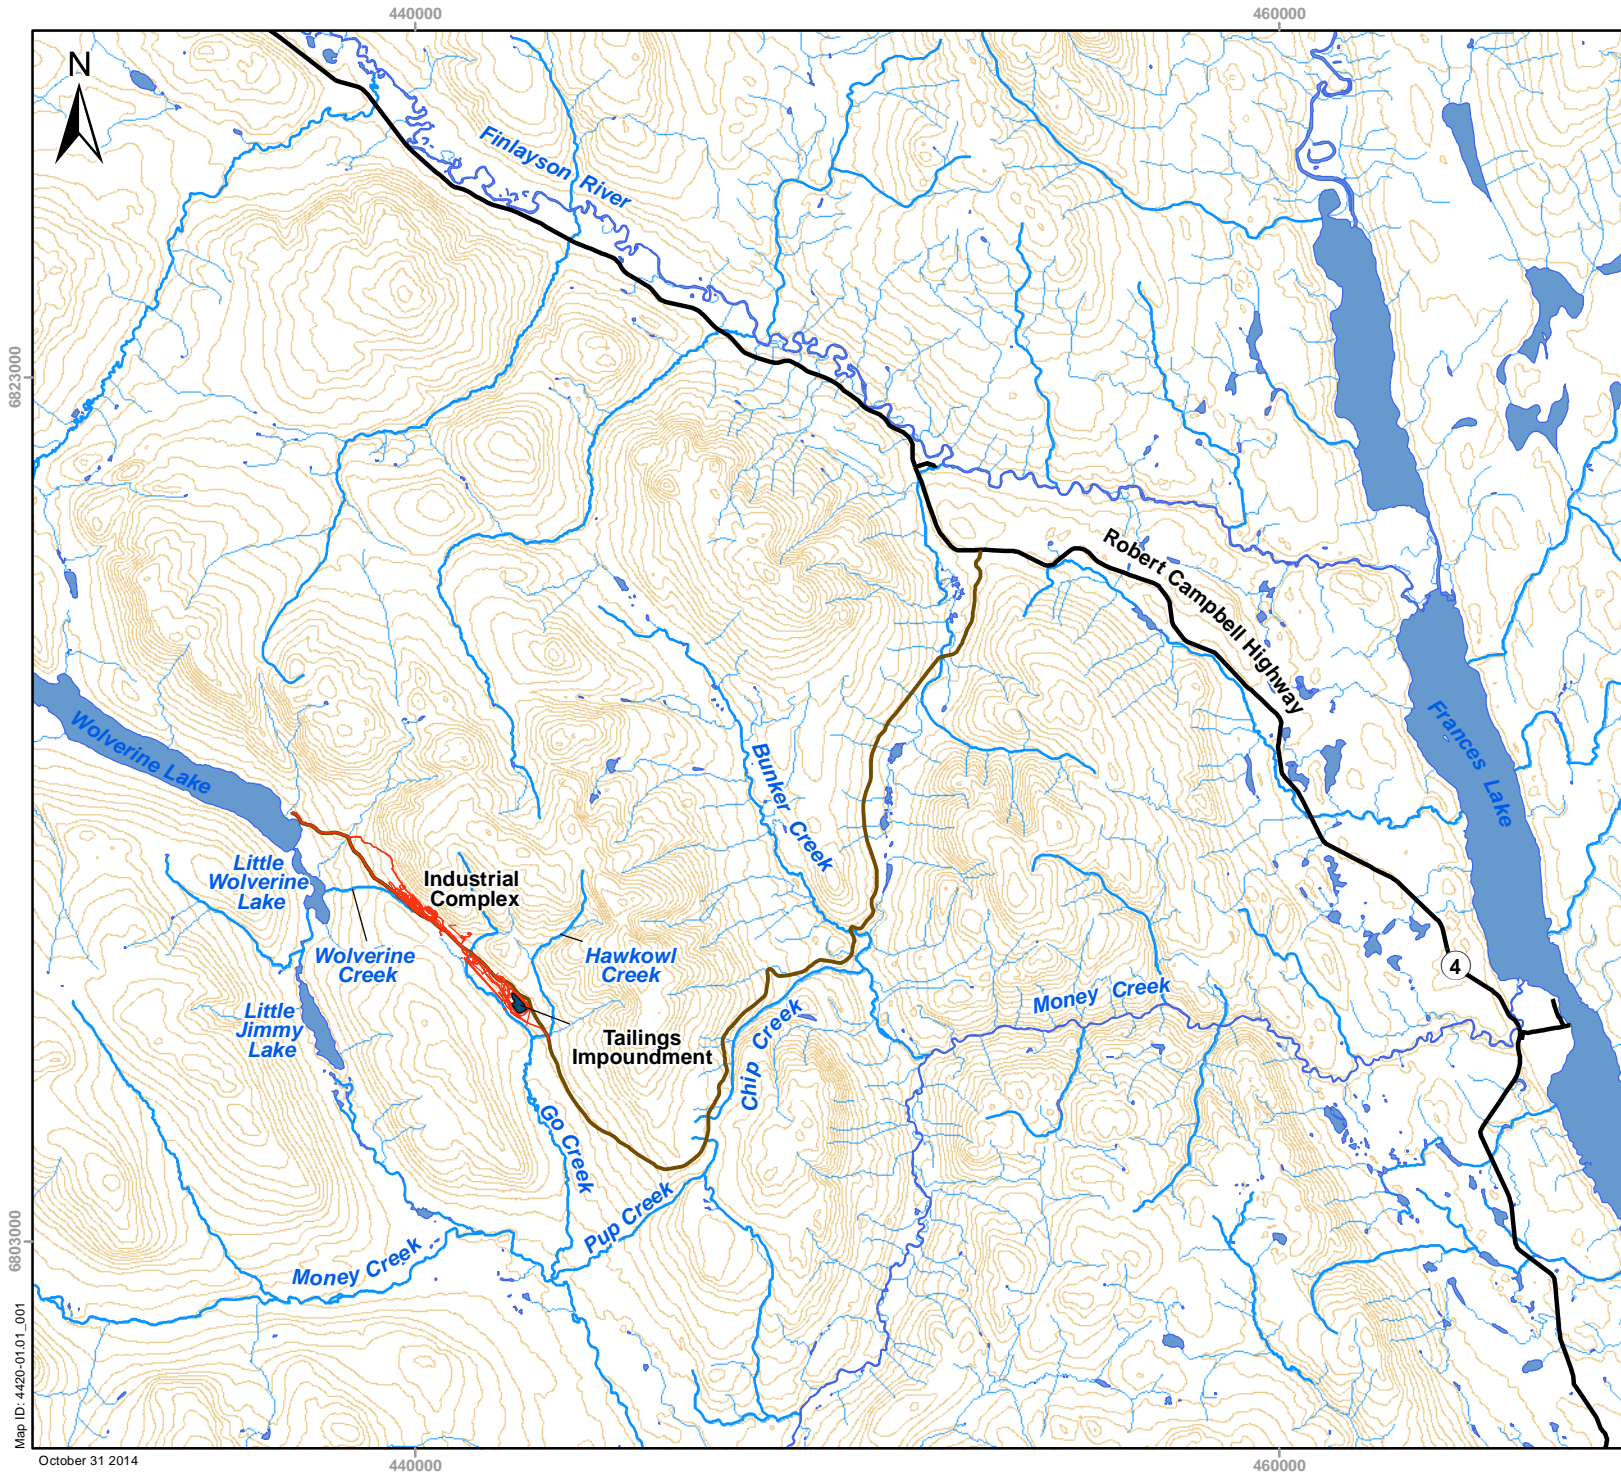 440000
460000
N
Finlayson River
6823000
Robert Campbell Highway
Wolverine Lake
Frances Lake
Bunker Creek
Little
Wolverine
Lake
Industrial
Complex
Wolverine
Creek
Hawkowl
Creek
4
Money Creek
Little
Jimmy
Lake
Tailings
Impoundment
Chip Creek
Go Creek
Pup Creek
6803000
Money Creek
Map ID: 4420-01.01_001
October 31 2014
440000
460000